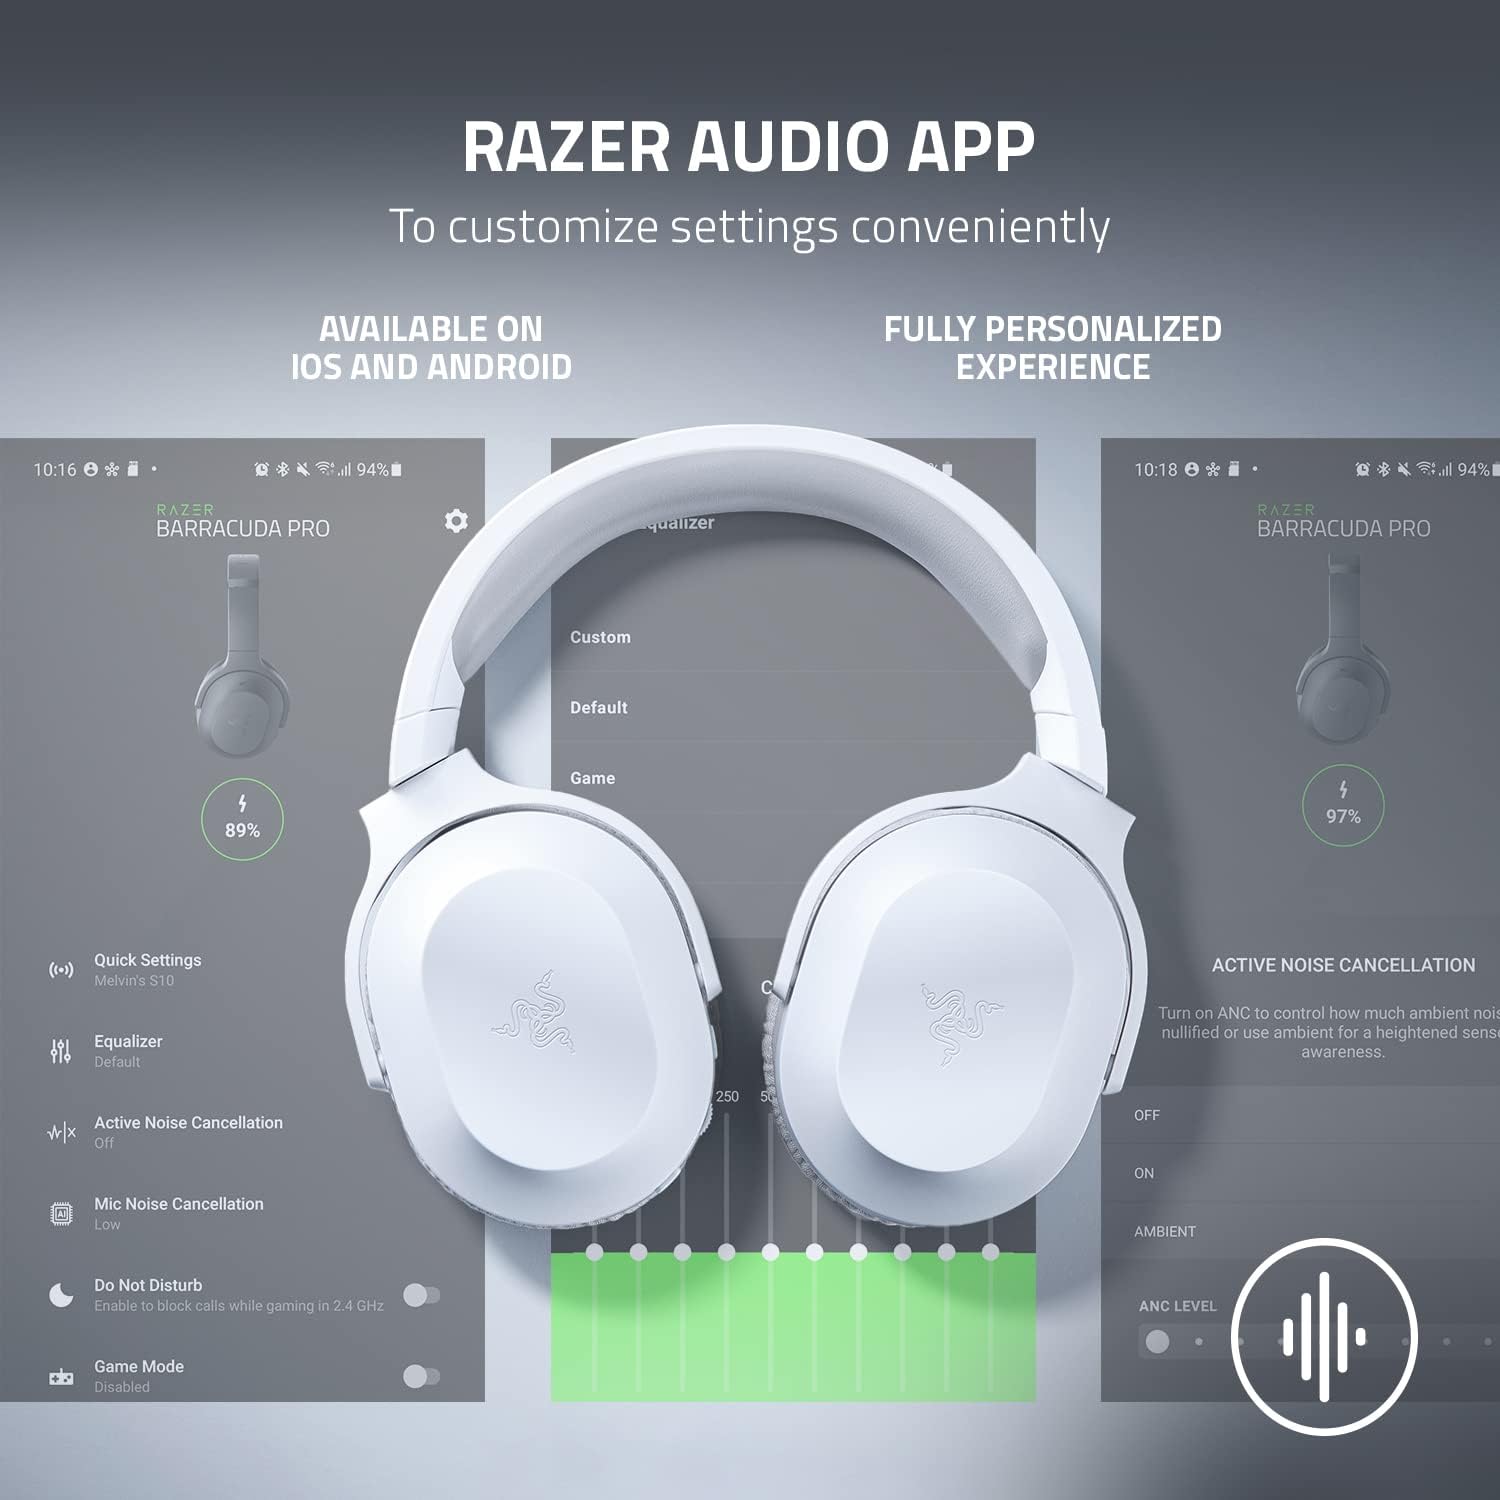 RAZER AUDIO APP
To customize settings conveniently
AVAILABLE ON
IOS AND ANDROID
FULLY PERSONALIZED
EXPERIENCE
10:16
94%
RAZER
BARRACUDA PRO
89%
Quick Settings
Melvin's S10
Equalizer
Default
Active Noise Cancellation
Off
Mic Noise Cancellation
AI
Low
Do Not Disturb
Enable to block calls while gaming in 2.4 GHz
Game Mode
Disabled
Custom
Default
Game
250
10:18
94%
RAZER
BARRACUDA PRO
97%
ACTIVE NOISE CANCELLATION
Turn on ANC to control how much ambient
nullified or use ambient for a heightened
awareness.
OFF
ON
AMBIENT
ANC LEVEL